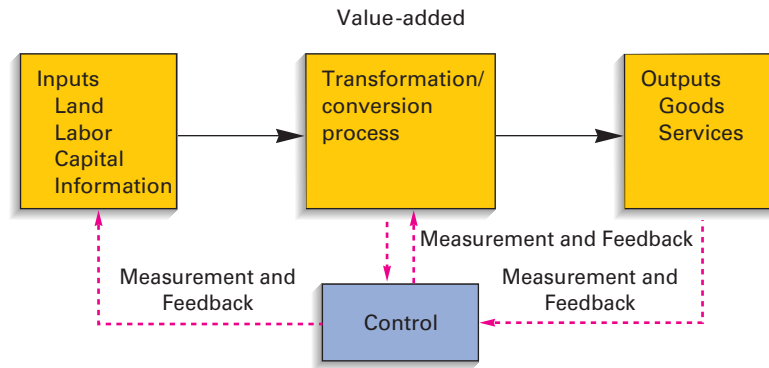 Value-added
Inputs
Land
Labor
Capital
Information
Transformation/
conversion
process
Outputs
Goods
Services
Measurement and Feedback
Measurement and
Feedback
Measurement and
Feedback
Control